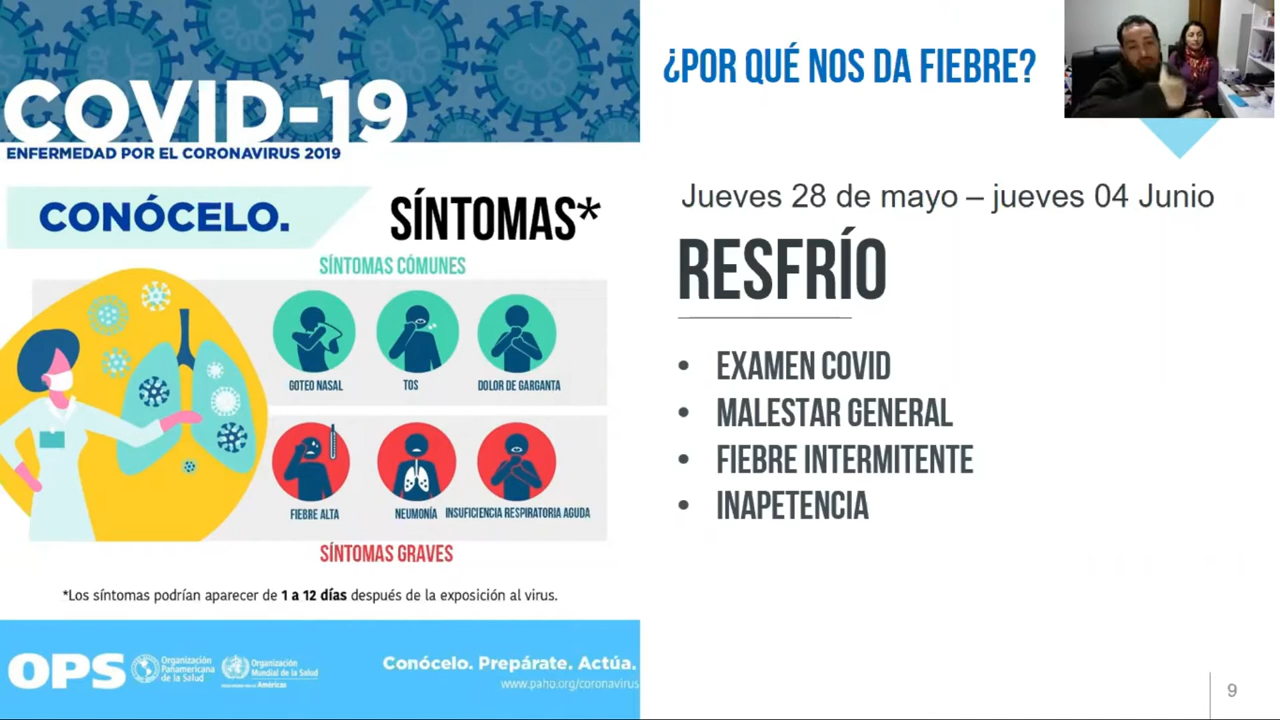 COVID-19
ENFERMEDAD POR EL CORONAVIRUS 2019
CONÓCELO.
SÍNTOMAS*
SÍNTOMAS CÓMUNES
GOTEO NASAL
TOS
DOLOR DE GARGANTA
FIEBRE ALTA
NEUMONÍA
INSUFICIENCIA RESPIRATORIA AGUDA
SÍNTOMAS GRAVES
*Los síntomas podrían aparecer de 1 a 12 días después de la exposición al virus.
OPS
Organización
Panamericana
de la Salud
Organización
Mundial de la Salud
Américas
Conócelo. Prepárate. Actúa.
www.paho.org/coronavirus
¿POR QUÉ NOS DA FIEBRE?
Jueves 28 de mayo – jueves 04 Junio
RESFRÍO
• EXAMEN COVID
• MALESTAR GENERAL
• FIEBRE INTERMITENTE
• INAPETENCIA
9